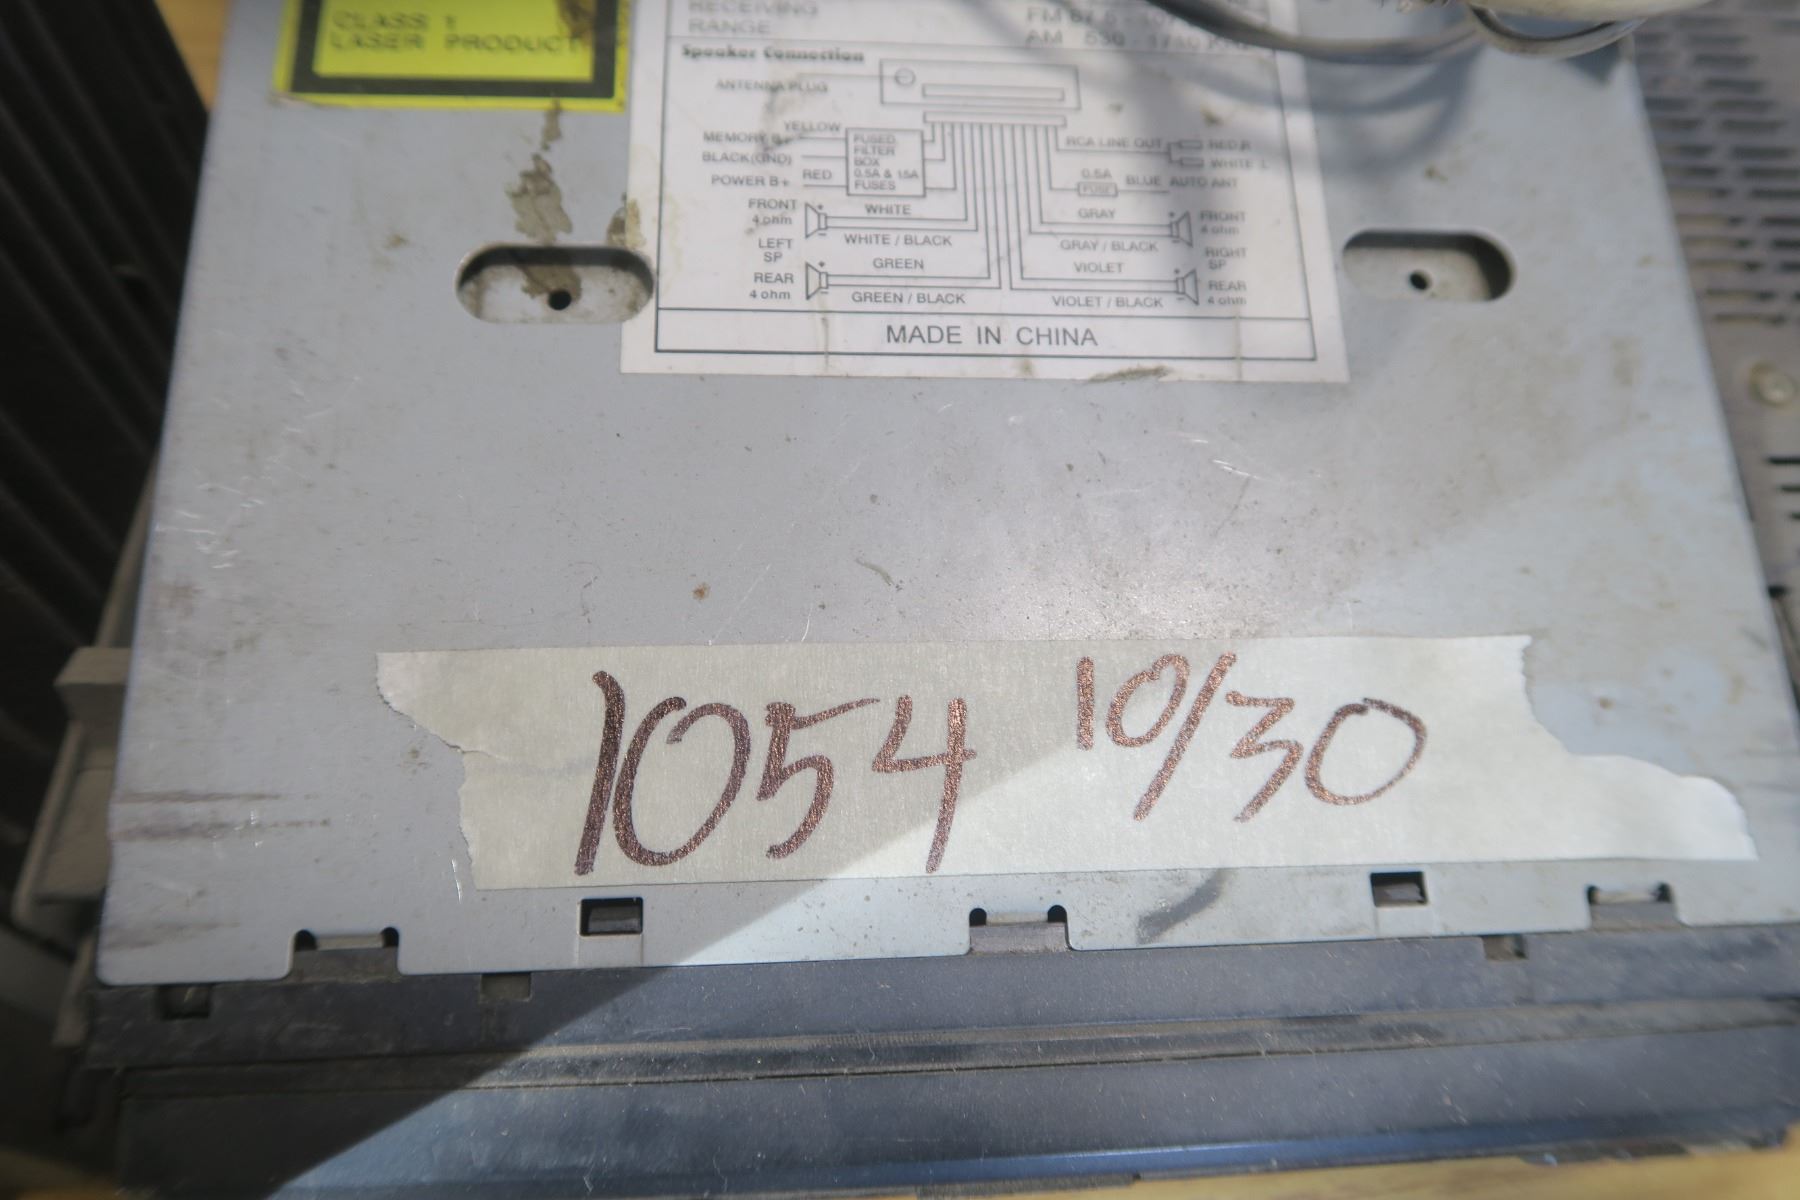 CLASS 1
LASER PRODUCT
RECEIVING
RANGE
AM 530 - 1710
Speaker Connection
ANTENNA PLUG
YELLOW
MEMORY B+
BLACK(GND)
POWER B+
RED
FUSED
FILTER
BOX
0.5A & 15A
FUSES
RCA LINE OUT
RED R
WHITE L
0.5A
FUSE
BLUE AUTO ANT
FRONT
4 ohm
LEFT
SP
REAR
4 ohm
WHITE
WHITE / BLACK
GREEN
GREEN / BLACK
GRAY
GRAY / BLACK
VIOLET
VIOLET / BLACK
FRONT
4 ohm
RIGHT
SP
REAR
4 ohm
MADE IN CHINA
1054 10/30